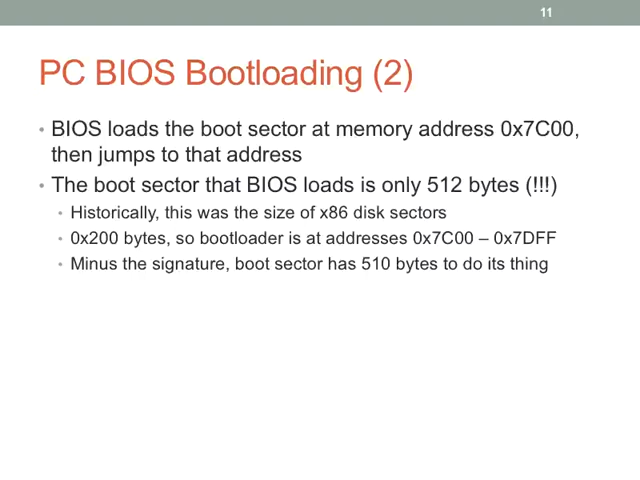 11
PC BIOS Bootloading (2)
• BIOS loads the boot sector at memory address 0x7C00,
then jumps to that address
• The boot sector that BIOS loads is only 512 bytes (!!!)
• Historically, this was the size of x86 disk sectors
• 0x200 bytes, so bootloader is at addresses 0x7C00 – 0x7DFF
• Minus the signature, boot sector has 510 bytes to do its thing